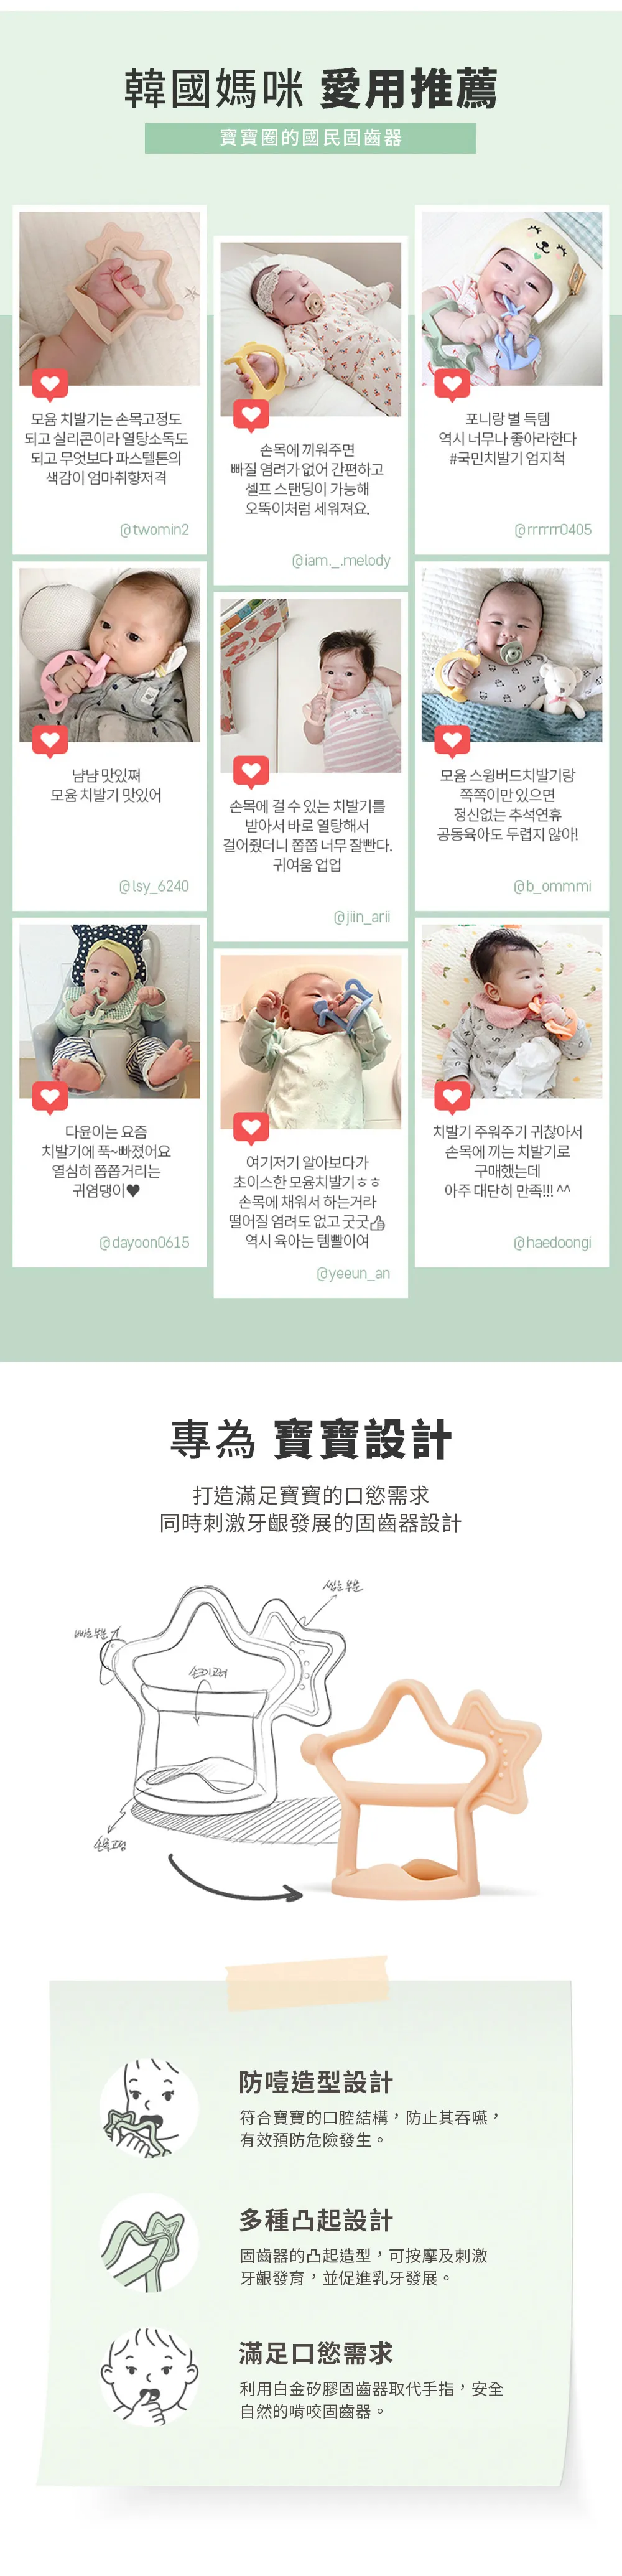 韓國媽咪 愛用推薦
寶寶圈的國民固齒器
모윰 치발기는 손목고정도
되고 실리콘이라 열탕소독도
되고 무엇보다 파스텔톤의
색감이 엄마취향저격
@twomin2
손목에 끼워주면
빠질 염려가 없어 간편하고
셀프 스탠딩이 가능해
오뚝이처럼 세워져요.
@iam._.melody
포니랑 별 득템
역시 너무나 좋아라한다
#국민치발기 엄지척
@rrrrrr0405
냠냠 맛있쪄
모윰 치발기 맛있어
@lsy_6240
손목에 걸 수 있는 치발기를
받아서 바로 열탕해서
걸어줬더니 쫍쫍 너무 잘빤다.
귀여움 업업
@jiin_arii
모윰 스윙버드치발기랑
쪽쪽이만 있으면
정신없는 추석연휴
공동육아도 두렵지 않아!
@b_ommmi
다윤이는 요즘
치발기에 푹~빠졌어요
열심히 쫍쫍거리는
귀염댕이♥
@dayoon0615
여기저기 알아보다가
초이스한 모윰치발기ㅎㅎ
손목에 채워서 하는거라
떨어질 염려도 없고 굿굿👍
역시 육아는 템빨이여
@yeeun_an
치발기 주워주기 귀찮아서
손목에 끼는 치발기로
구매했는데
아주 대단히 만족!!! ^^
@haedoongi
專為 寶寶設計
打造滿足寶寶的口慾需求
同時刺激牙齦發展的固齒器設計
씹는부분
빠는부분
손크기고려
손목고정
防噎造型設計
符合寶寶的口腔結構，防止其吞嚥，
有效預防危險發生。
多種凸起設計
固齒器的凸起造型，可按摩及刺激
牙齦發育，並促進乳牙發展。
滿足口慾需求
利用白金矽膠固齒器取代手指，安全
自然的啃咬固齒器。